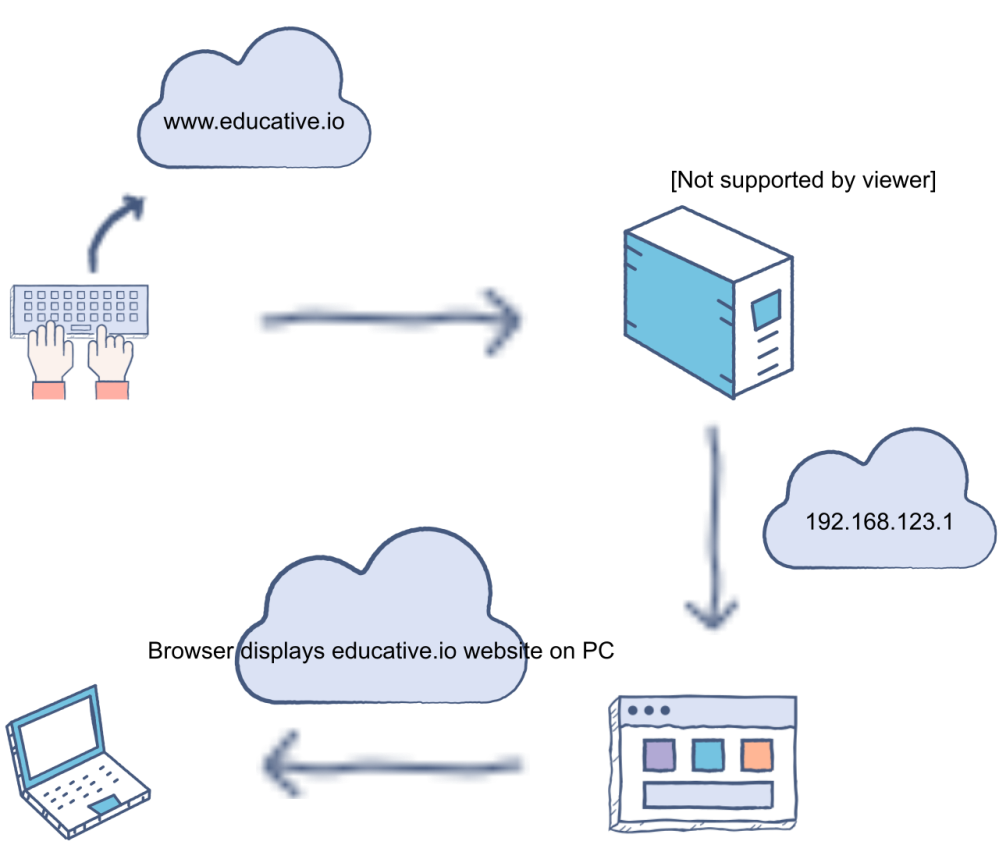 www.educative.io
[Not supported by viewer]
192.168.123.1
Browser displays educative.io website on PC